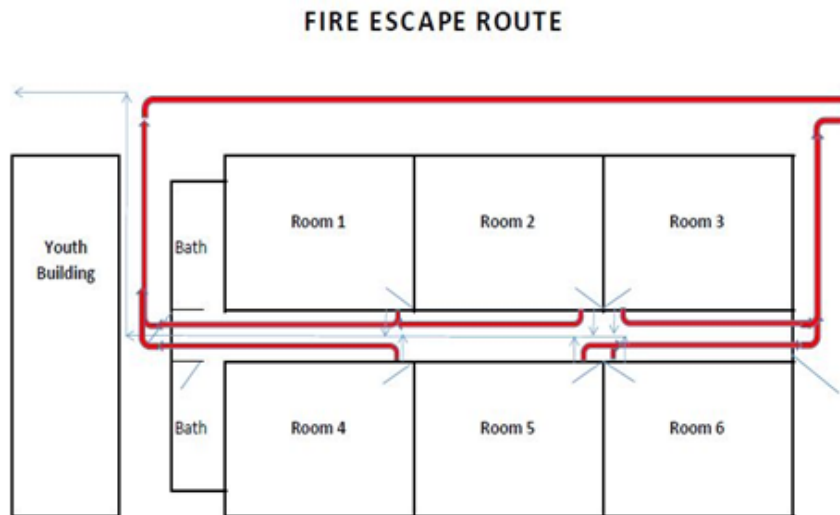 FIRE ESCAPE ROUTE
Room 1
Room 2
Room 3
Youth
Building
Bath
Bath
Room 4
Room 5
Room 6